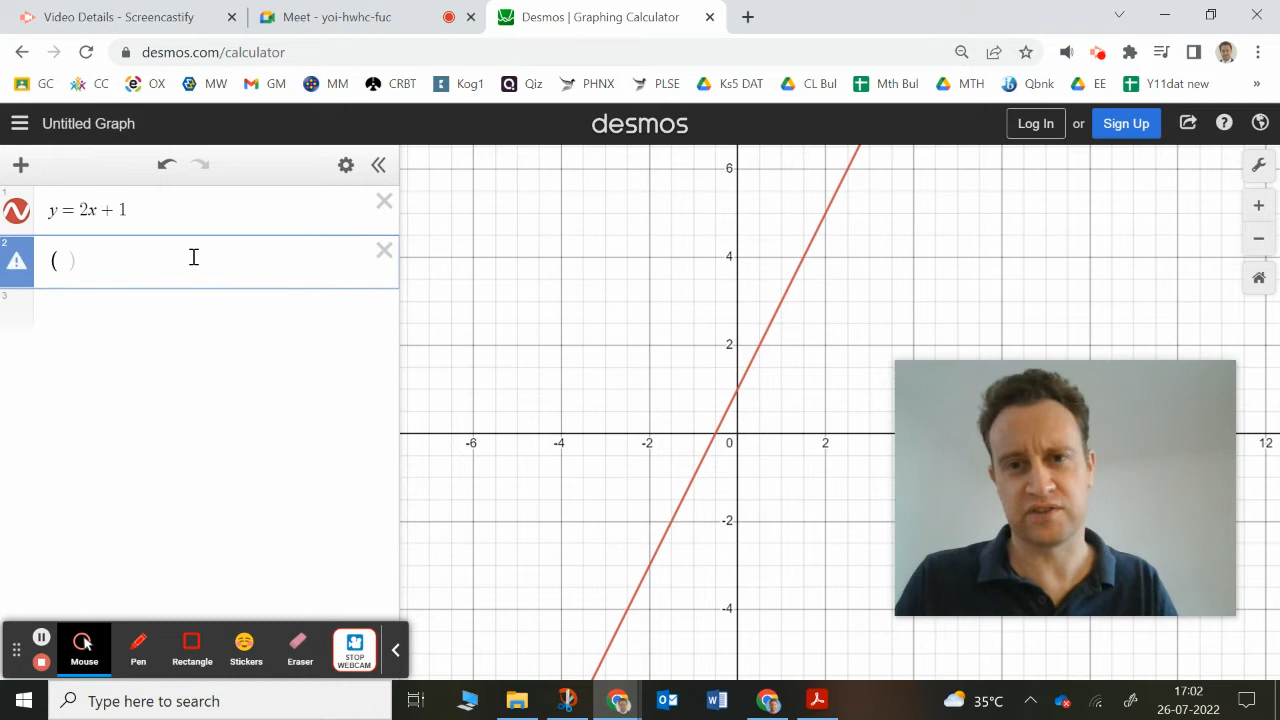 Video Details - Screencastify
Meet - yoi-hwhc-fuc
Desmos | Graphing Calculator
desmos.com/calculator
GC CC OX MW GM MM CRBT Kog1 Qiz PHNX PLSE Ks5 DAT CL Bul Mth Bul MTH Qbnk EE Y11dat new »
Untitled Graph
desmos
Log In or Sign Up
1
y = 2x + 1
2
( )
3
6
4
2
-6 -4 -2 0 2 12
-2
-4
Mouse Pen Rectangle Stickers Eraser STOP
WEBCAM
Type here to search
35°C
17:02
26-07-2022